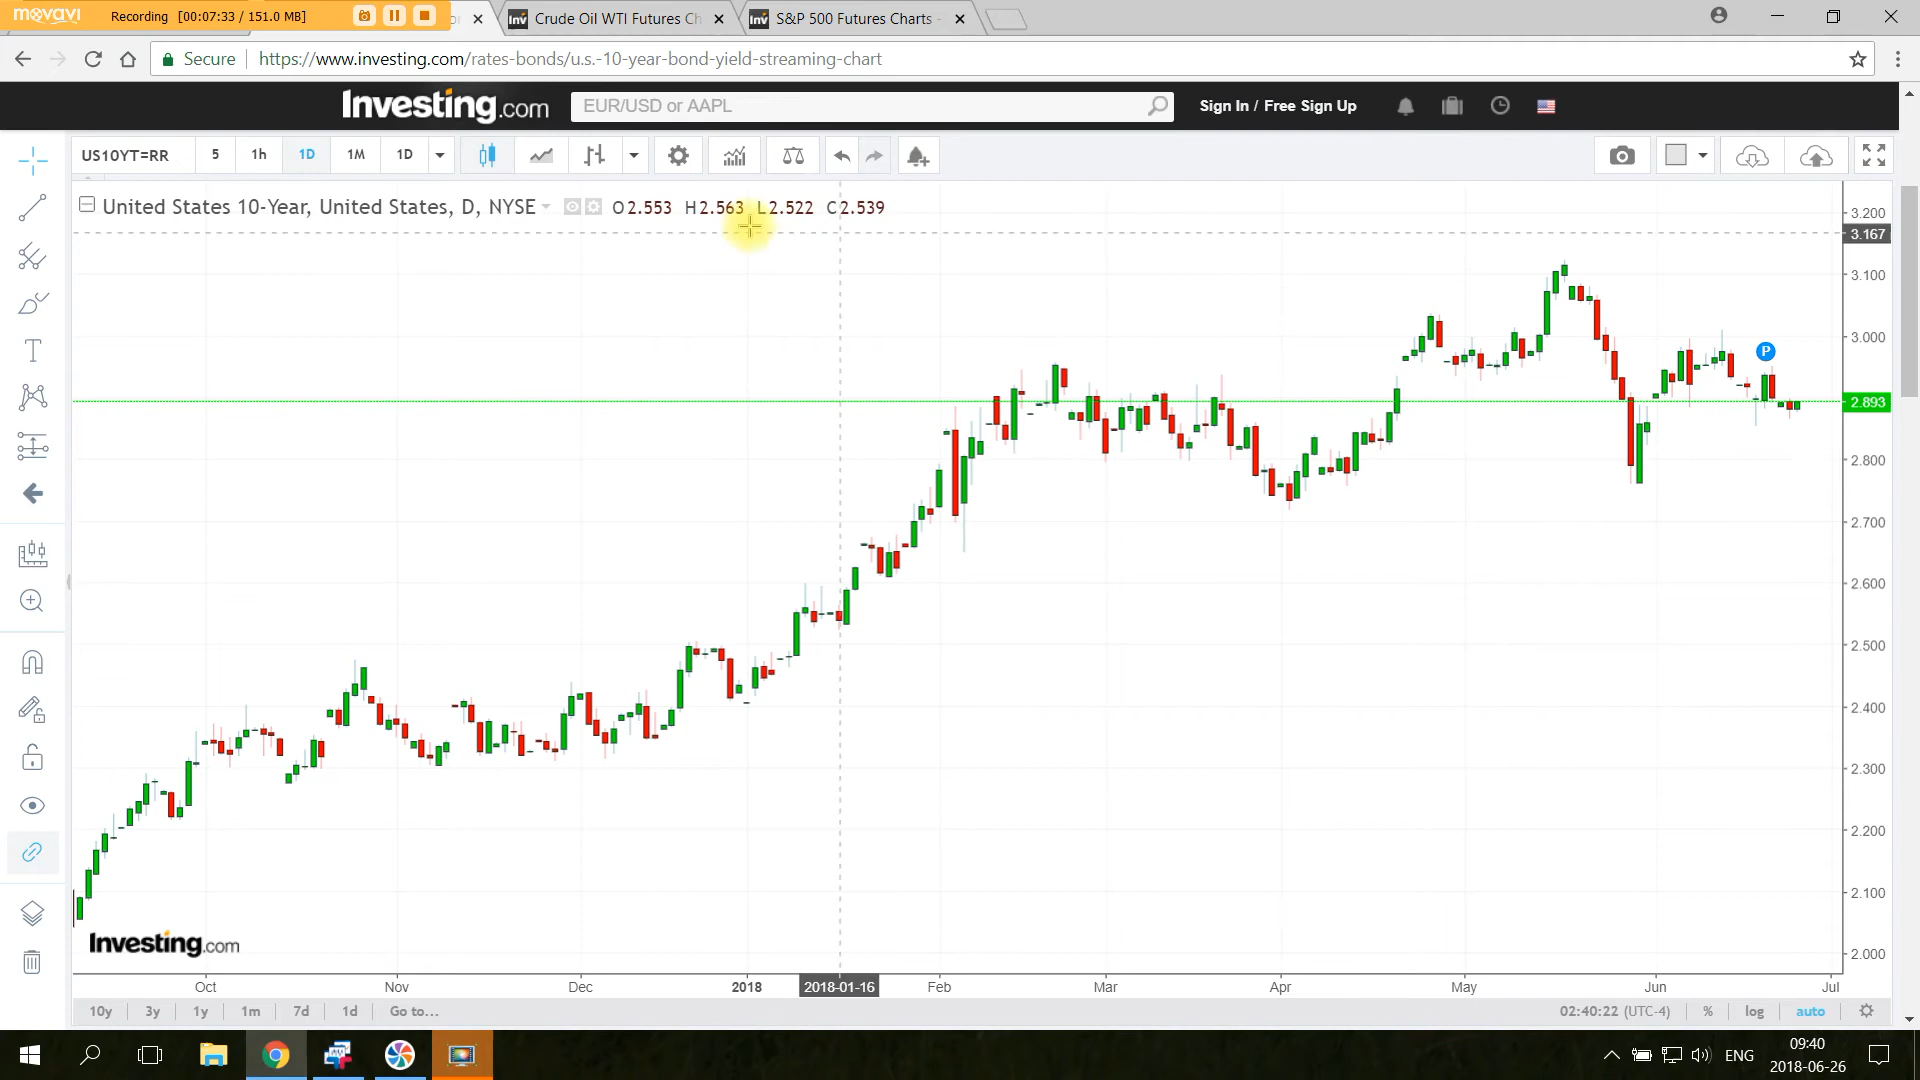 movavi Recording [00:07:33 / 151.0 MB]
Crude Oil WTI Futures Ch
S&P 500 Futures Charts -
Secure
https://www.investing.com/rates-bonds/u.s.-10-year-bond-yield-streaming-chart
Investing.com
EUR/USD or AAPL
Sign In / Free Sign Up
US10YT=RR 5 1h 1D 1M 1D
United States 10-Year, United States, D, NYSE O2.553 H2.563 L2.522 C2.539
3.200
3.167
3.100
3.000
P
2.893
2.800
2.700
2.600
2.500
2.400
2.300
2.200
2.100
2.000
Investing.com
Oct Nov Dec 2018 2018-01-16 Feb Mar Apr May Jun Jul
10y 3y 1y 1m 7d 1d Go to... 02:40:22 (UTC-4) % log auto
ENG
09:40
2018-06-26